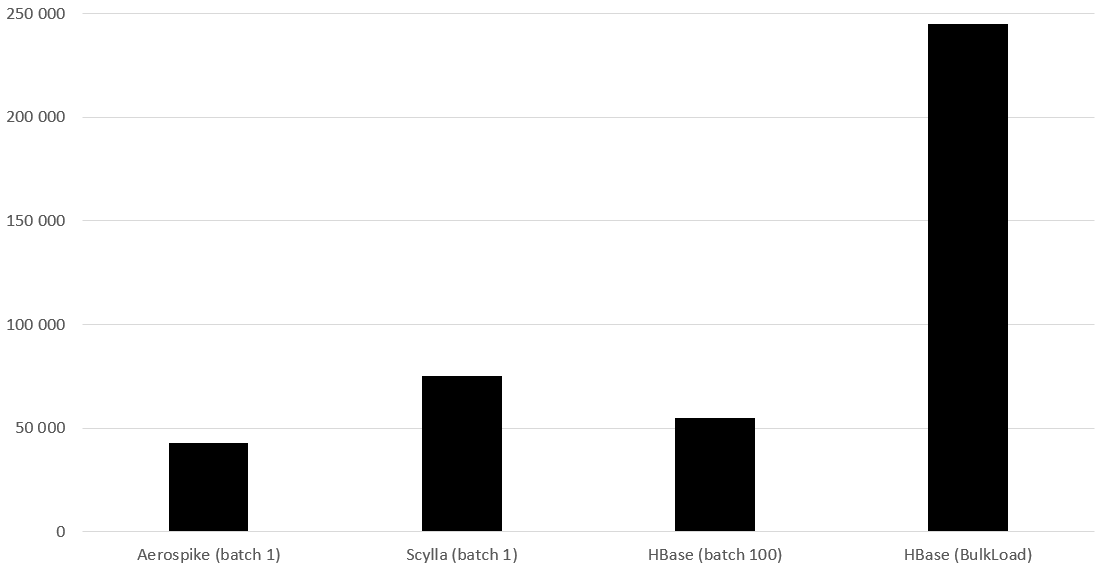 250 000
200 000
150 000
100 000
50 000
0
Aerospike (batch 1)
Scylla (batch 1)
HBase (batch 100)
HBase (BulkLoad)